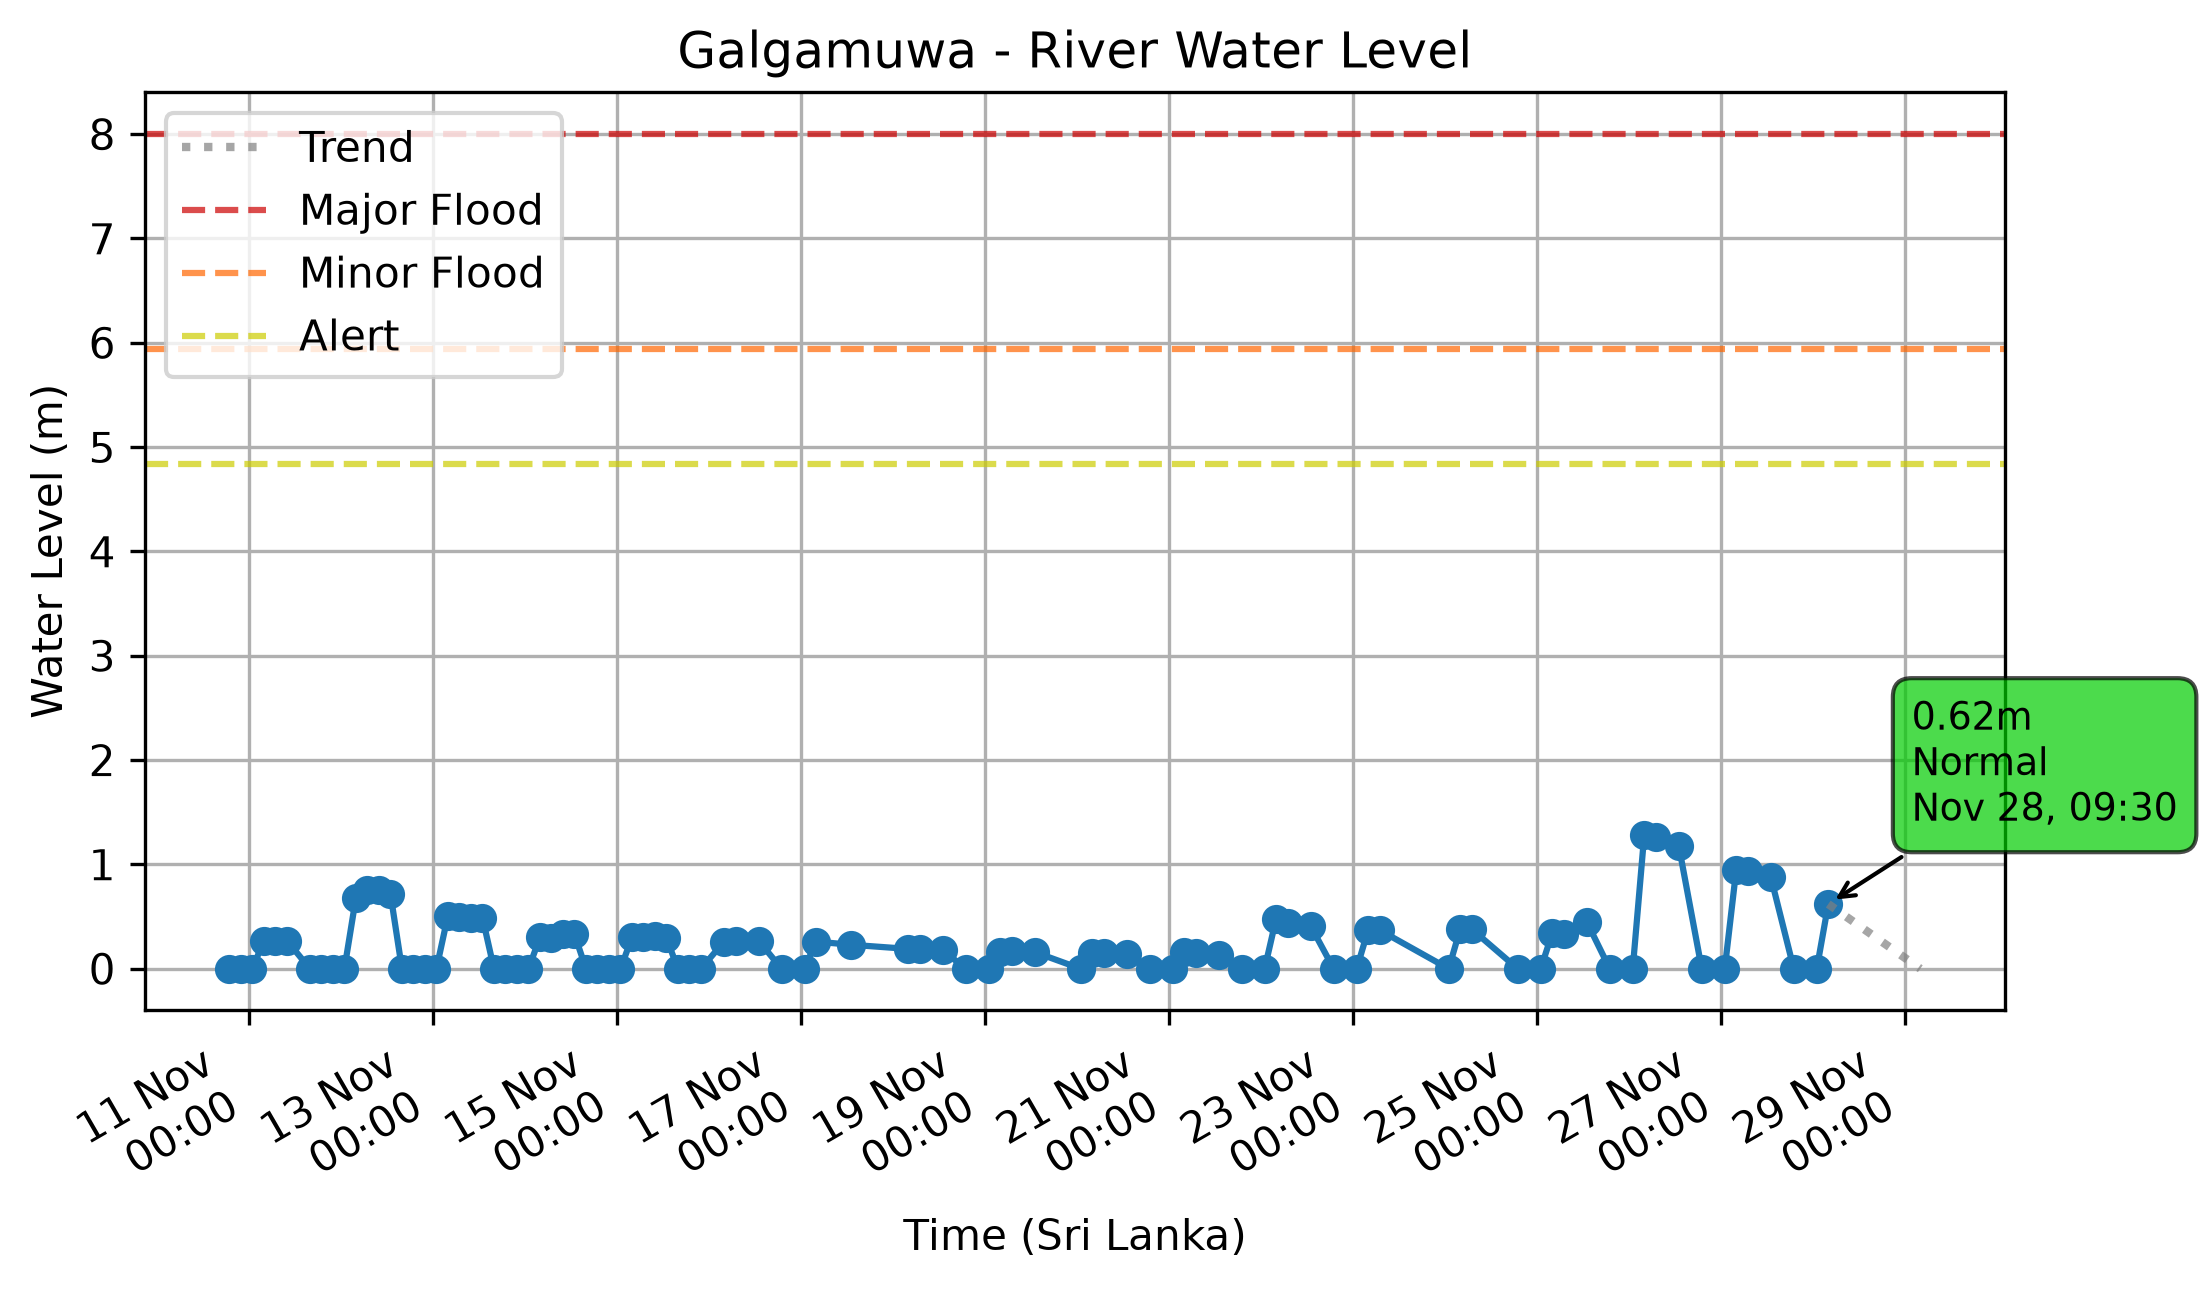 Galgamuwa - River Water Level
Trend
Major Flood
Minor Flood
Alert
Water Level (m)
8
7
6
5
4
3
2
1
0
0.62m
Normal
Nov 28, 09:30
11 Nov
00:00
13 Nov
00:00
15 Nov
00:00
17 Nov
00:00
19 Nov
00:00
21 Nov
00:00
23 Nov
00:00
25 Nov
00:00
27 Nov
00:00
29 Nov
00:00
Time (Sri Lanka)